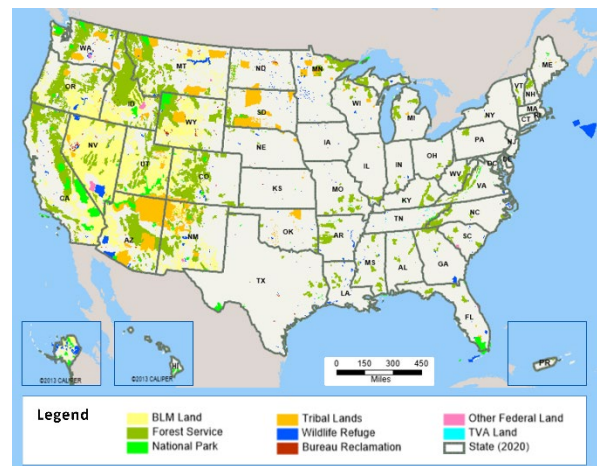 WA
MT
ND
MN
ME
OR
ID
WI
VT
NH
SD
WY
MI
NY
MA
CT
RI
NE
IA
PA
NJ
NV
UT
IL
IN
OH
DC
DE
CO
WV
VA
CA
KS
MO
KY
TN
NC
AZ
NM
OK
AR
SC
MS
AL
GA
TX
LA
FL
HI
PR
0 150 300 450
Miles
©2013 CALIPER
©2013 CALIPER
Legend
BLM Land
Forest Service
National Park
Tribal Lands
Wildlife Refuge
Bureau Reclamation
Other Federal Land
TVA Land
State (2020)